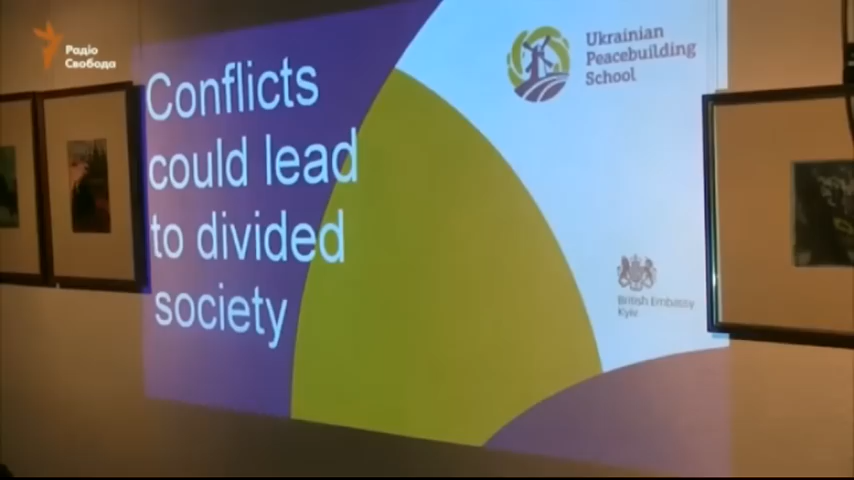 Радіо
Свобода
Conflicts
could lead
to divided
society
Ukrainian
Peacebuilding
School
British Embassy
Kyiv